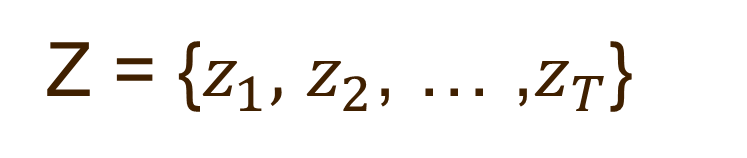 Z = {z₁, z₂, … ,z_T}